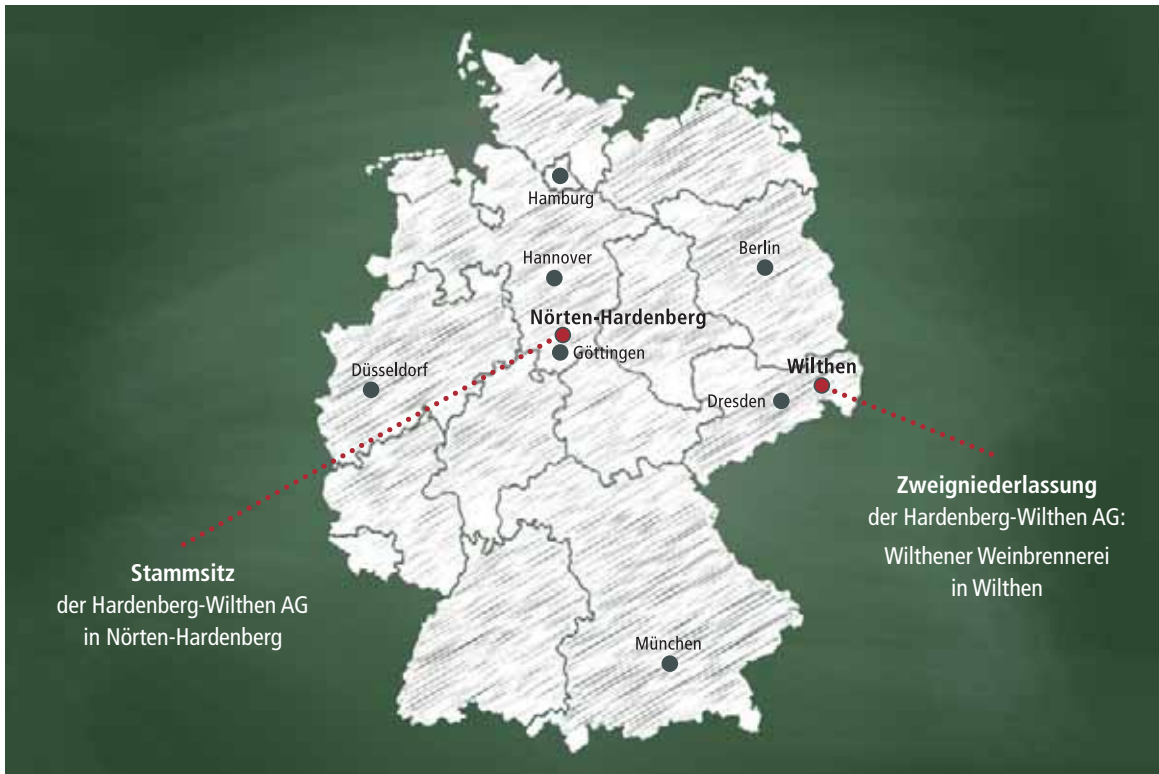 Hamburg
Berlin
Hannover
Nörten-Hardenberg
Göttingen
Düsseldorf
Wilthen
Dresden
Zweigniederlassung
der Hardenberg-Wilthen AG:
Wilthener Weinbrennerei
in Wilthen
Stammsitz
der Hardenberg-Wilthen AG
in Nörten-Hardenberg
München